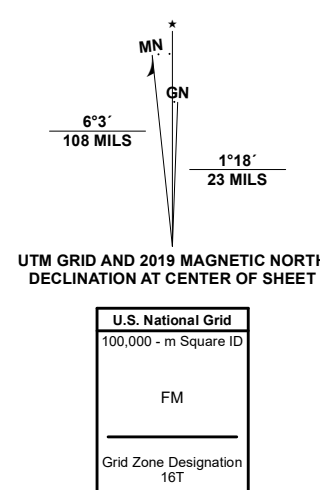 ★
MN
GN
6°3´
108 MILS
1°18´
23 MILS
UTM GRID AND 2019 MAGNETIC NORTH
DECLINATION AT CENTER OF SHEET
U.S. National Grid
100,000 - m Square ID
FM
Grid Zone Designation
16T